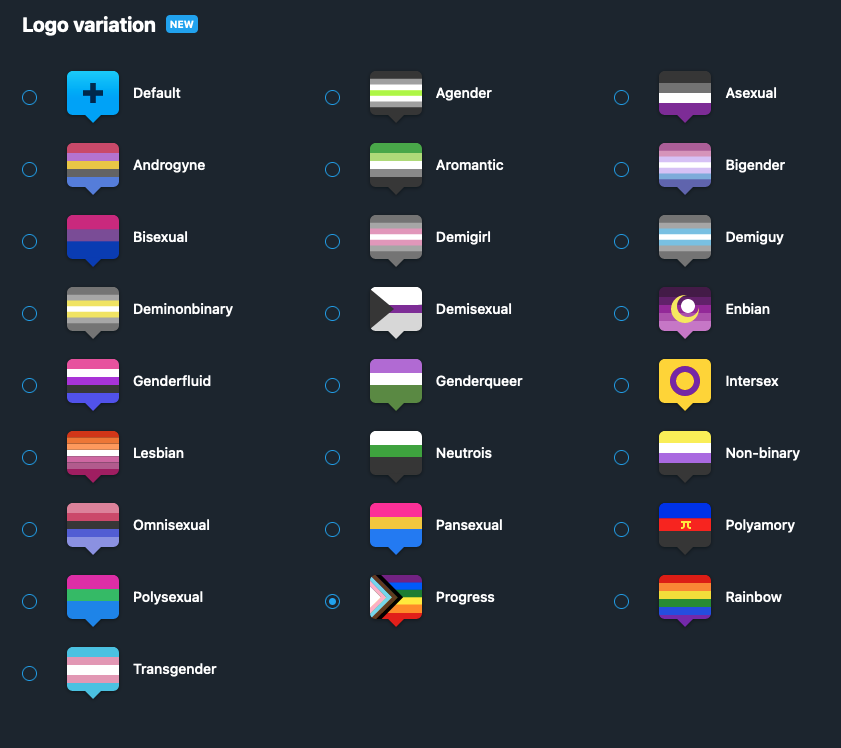 Logo variation NEW
Default
Agender
Asexual
Androgyne
Aromantic
Bigender
Bisexual
Demigirl
Demiguy
Deminonbinary
Demisexual
Enbian
Genderfluid
Genderqueer
Intersex
Lesbian
Neutrois
Non-binary
Omnisexual
Pansexual
π
Polyamory
Polysexual
Progress
Rainbow
Transgender